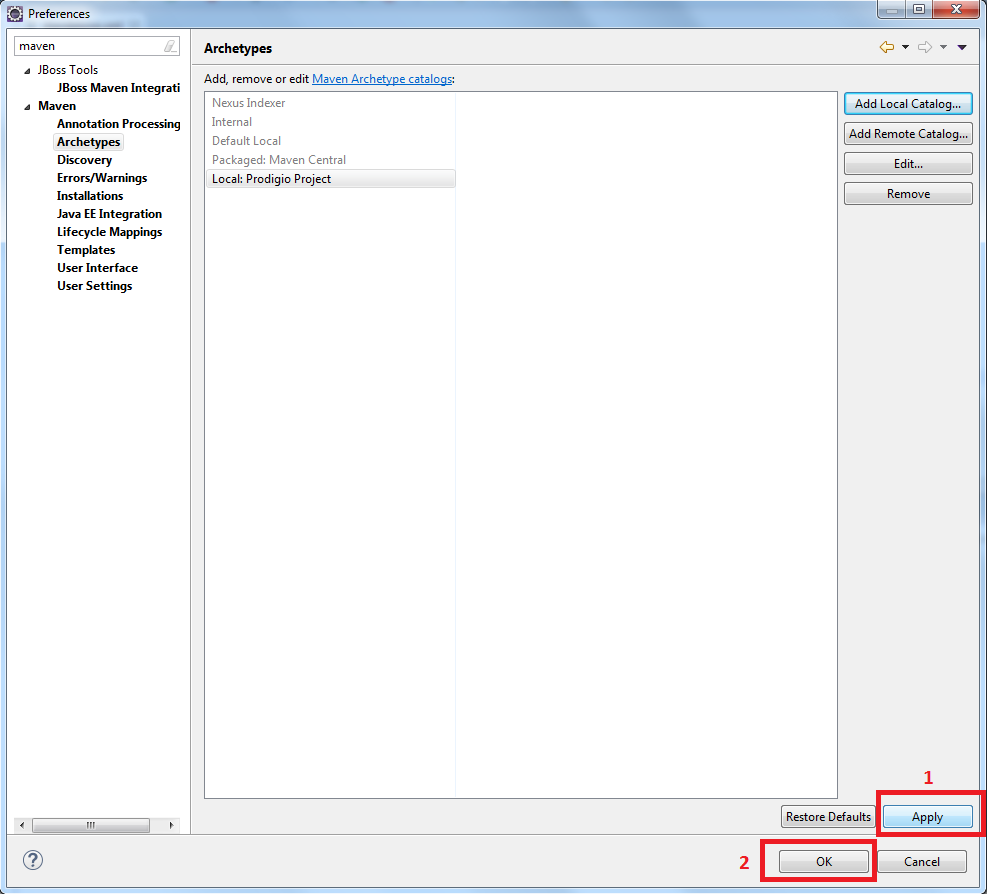 Preferences
maven
JBoss Tools
JBoss Maven Integrati
Maven
Annotation Processing
Archetypes
Discovery
Errors/Warnings
Installations
Java EE Integration
Lifecycle Mappings
Templates
User Interface
User Settings
Archetypes
Add, remove or edit Maven Archetype catalogs:
Nexus Indexer
Internal
Default Local
Packaged: Maven Central
Local: Prodigio Project
Add Local Catalog...
Add Remote Catalog...
Edit...
Remove
1
Restore Defaults
Apply
?
2
OK
Cancel